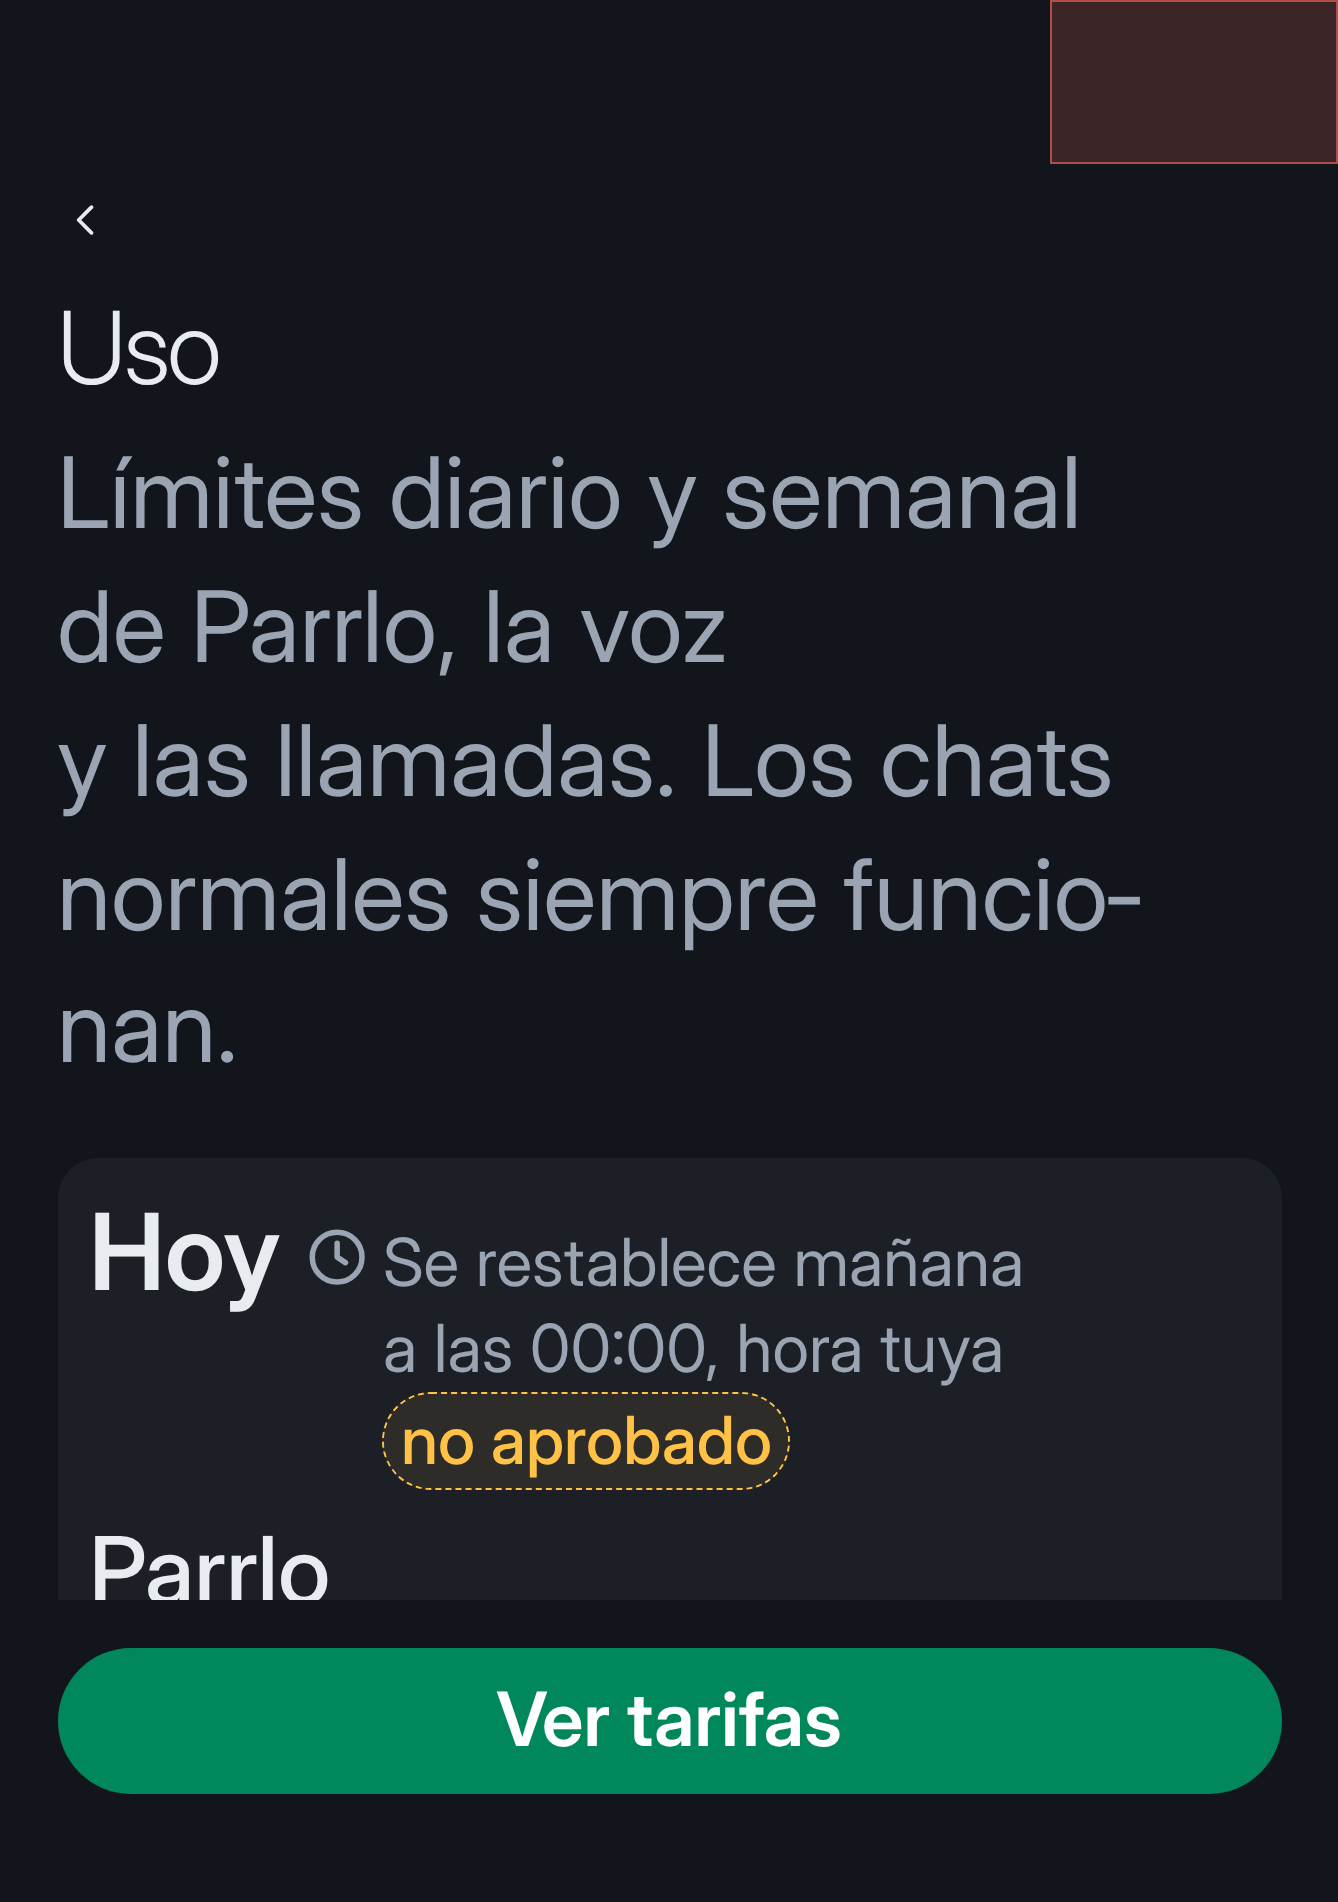 Uso
Límites diario y semanal
de Parrlo, la voz
y las llamadas. Los chats
normales siempre funcio-
nan.
Hoy
Se restablece mañana
a las 00:00, hora tuya
no aprobado
Parrlo
Ver tarifas